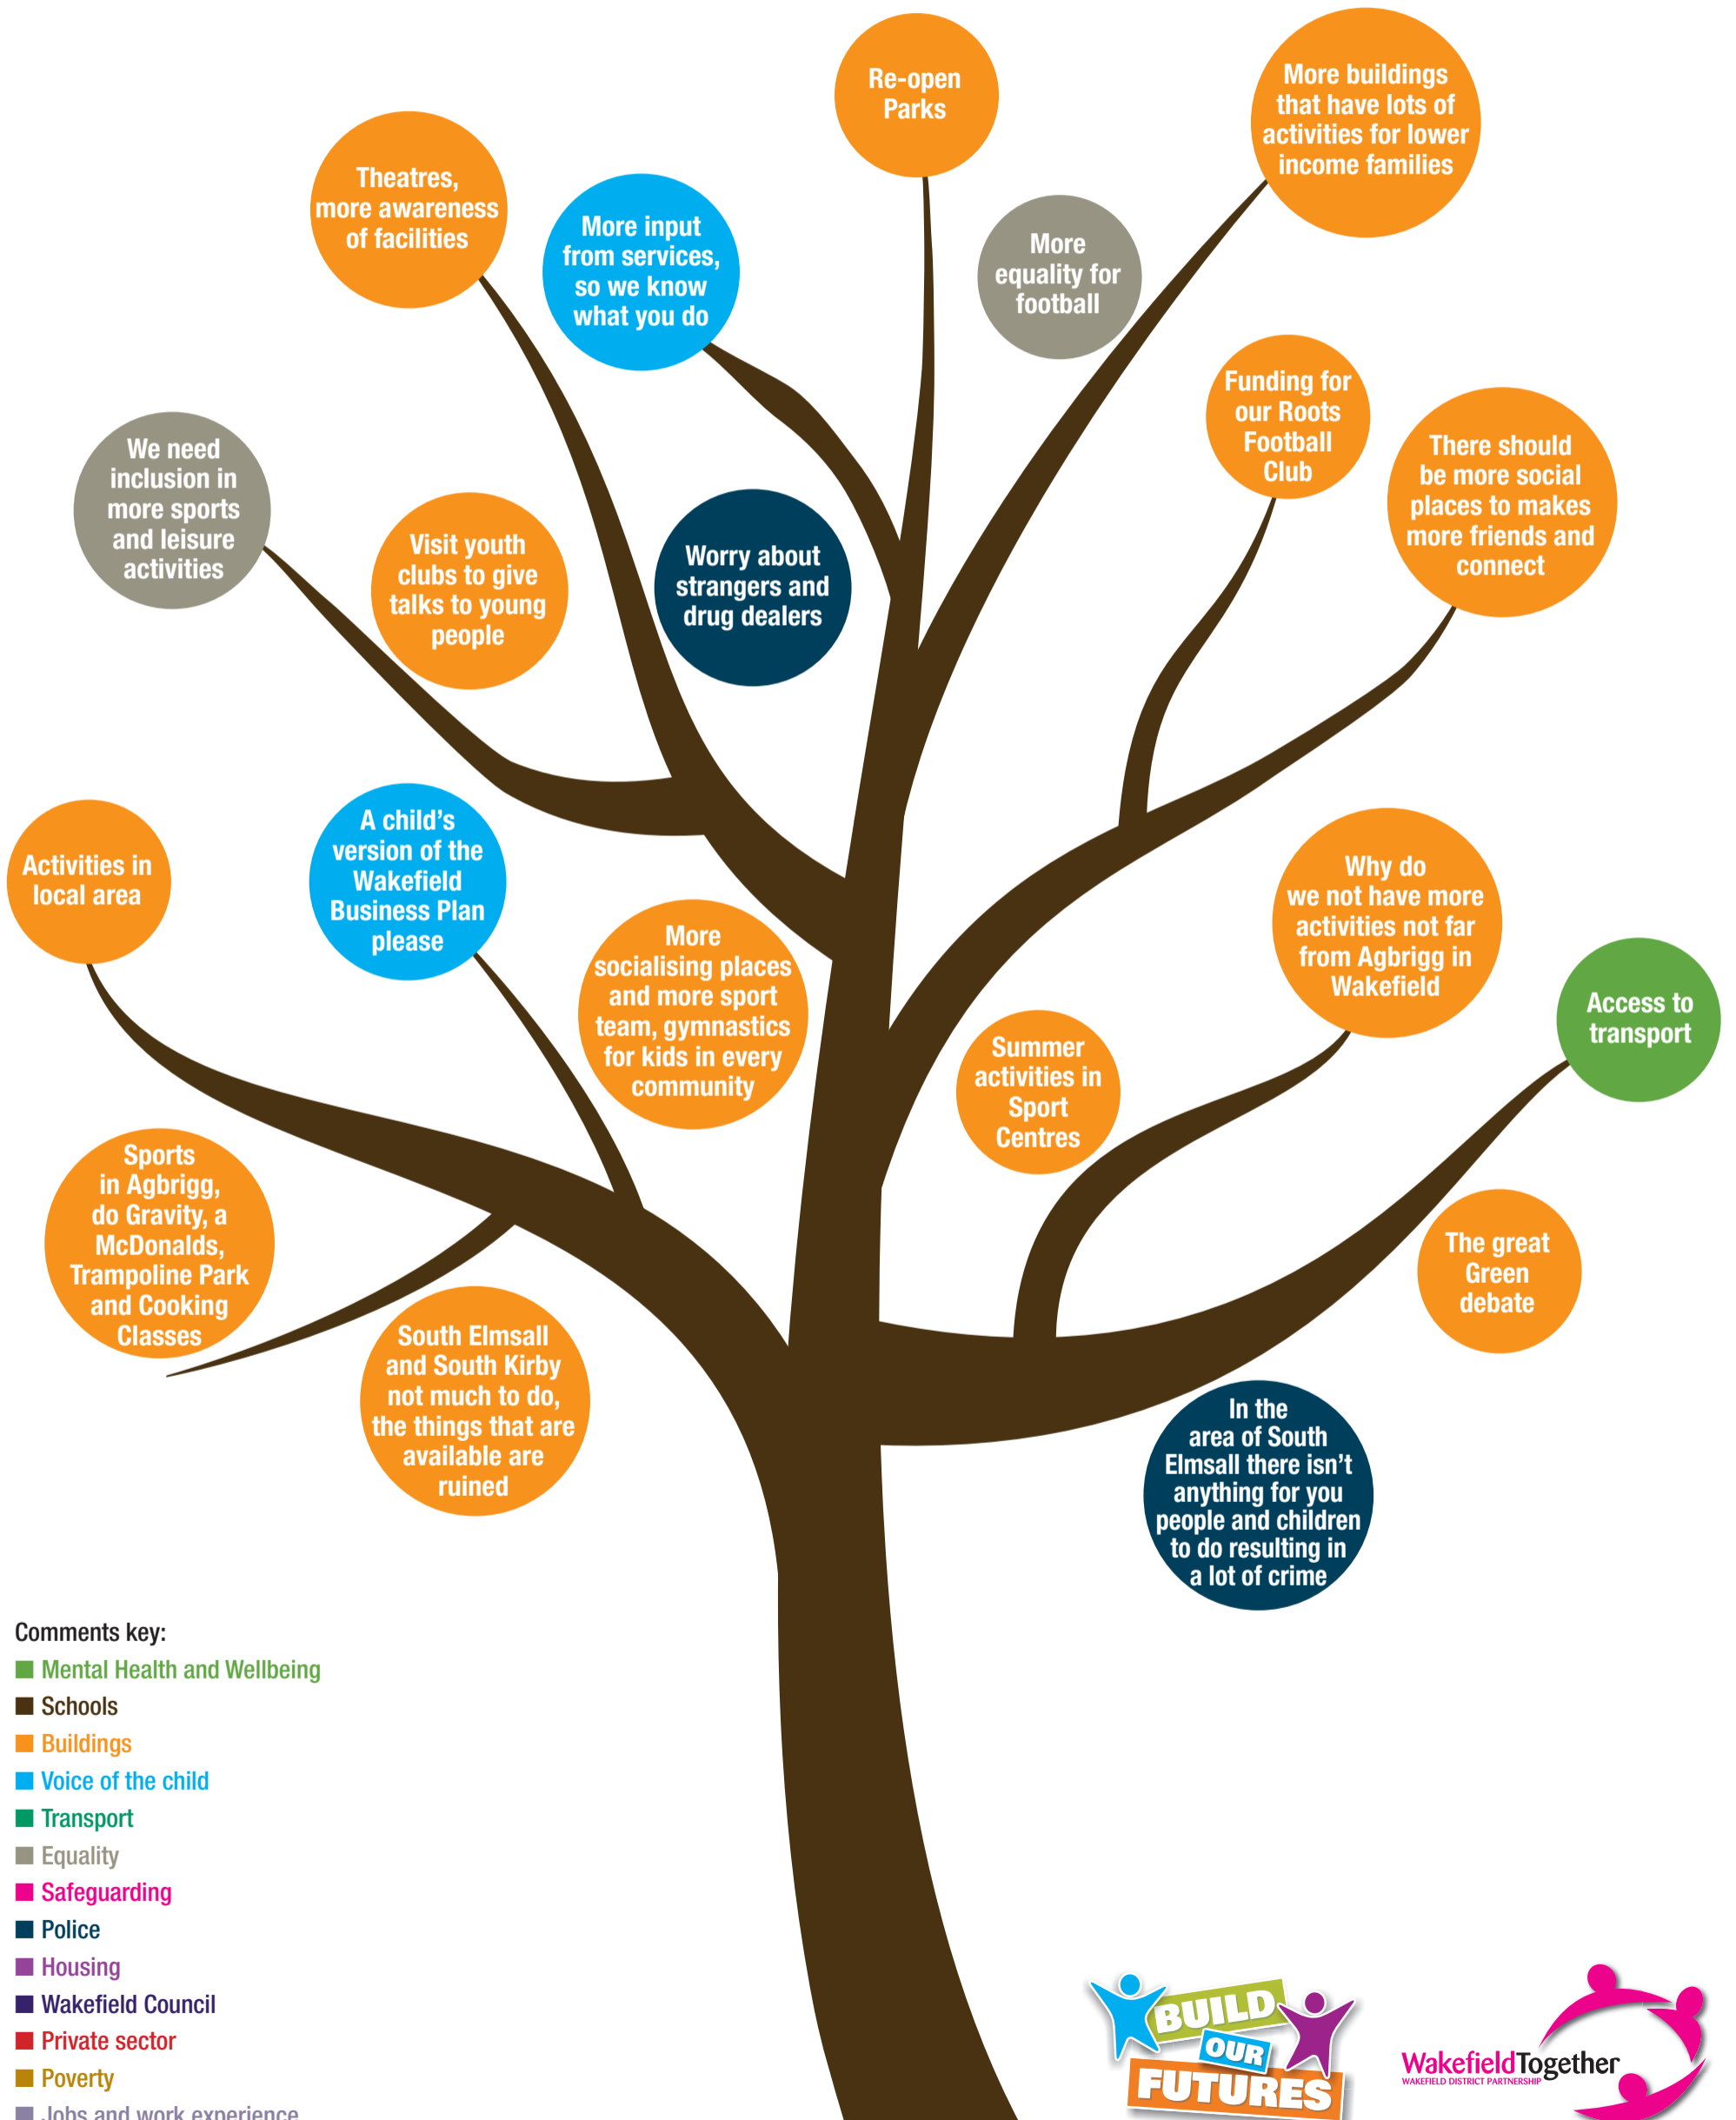 Re-open
Parks
More buildings
that have lots of
activities for lower
income families
Theatres,
more awareness
of facilities
More input
from services,
so we know
what you do
More
equality for
football
Funding for
our Roots
Football
Club
There should
be more social
places to makes
more friends and
connect
We need
inclusion in
more sports
and leisure
activities
Visit youth
clubs to give
talks to young
people
Worry about
strangers and
drug dealers
Activities in
local area
A child’s
version of the
Wakefield
Business Plan
please
More
socialising places
and more sport
team, gymnastics
for kids in every
community
Why do
we not have more
activities not far
from Agbrigg in
Wakefield
Access to
transport
Summer
activities in
Sport
Centres
Sports
in Agbrigg,
do Gravity, a
McDonalds,
Trampoline Park
and Cooking
Classes
The great
Green
debate
South Elmsall
and South Kirby
not much to do,
the things that are
available are
ruined
In the
area of South
Elmsall there isn’t
anything for you
people and children
to do resulting in
a lot of crime
Comments key:
Mental Health and Wellbeing
Schools
Buildings
Voice of the child
Transport
Equality
Safeguarding
Police
Housing
Wakefield Council
Private sector
Poverty
Jobs and work experience
BUILD
OUR
FUTURES
WakefieldTogether
WAKEFIELD DISTRICT PARTNERSHIP